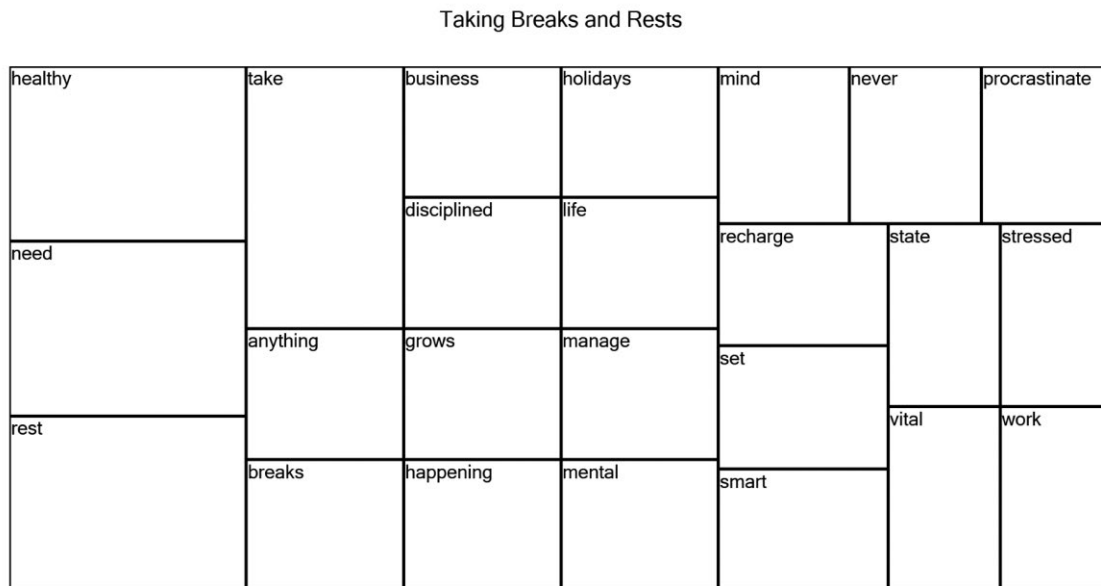 Taking Breaks and Rests
healthy
need
rest
take
anything
breaks
business
disciplined
grows
happening
holidays
life
manage
mental
mind
never
procrastinate
recharge
set
smart
state
stressed
vital
work